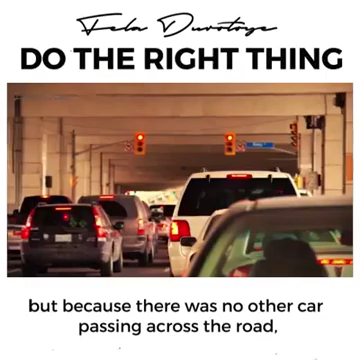 Fela Durotoye
DO THE RIGHT THING
but because there was no other car
passing across the road,